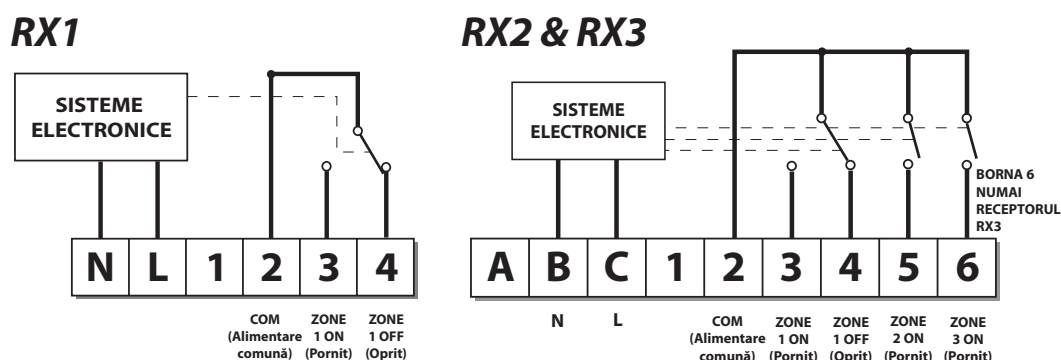 RX1
SISTEME
ELECTRONICE
N L 1 2 3 4
COM
(Alimentare
comună)
ZONE
1 ON
(Pornit)
ZONE
1 OFF
(Oprit)
RX2 & RX3
SISTEME
ELECTRONICE
BORNA 6
NUMAI
RECEPTORUL
RX3
A B C 1 2 3 4 5 6
N
L
COM
(Alimentare
comună)
ZONE
1 ON
(Pornit)
ZONE
1 OFF
(Oprit)
ZONE
2 ON
(Pornit)
ZONE
3 ON
(Pornit)